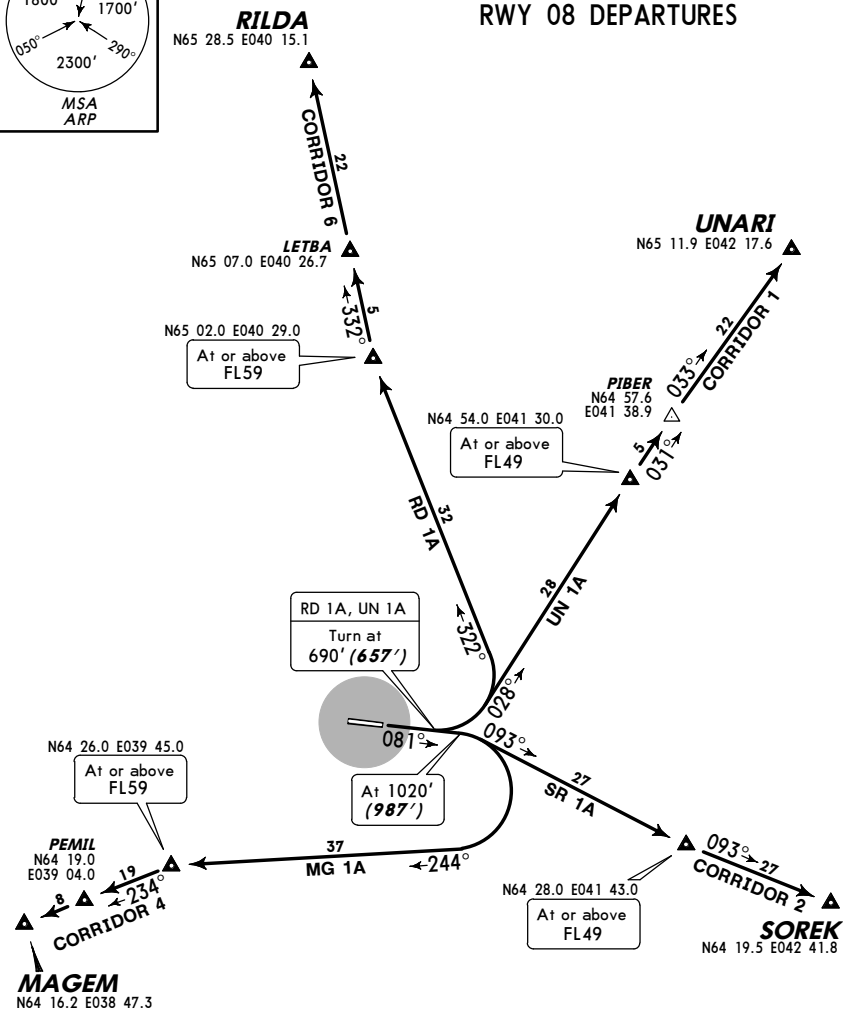 RWY 08 DEPARTURES
1700'
050°
290°
2300'
MSA
ARP
RILDA
N65 28.5 E040 15.1
CORRIDOR 6
22
LETBA
N65 07.0 E040 26.7
5
332°
N65 02.0 E040 29.0
At or above
FL59
UNARI
N65 11.9 E042 17.6
CORRIDOR 1
22
033°
PIBER
N64 57.6
E041 38.9
5
031°
N64 54.0 E041 30.0
At or above
FL49
RD 1A
32
322°
28
UN 1A
028°
RD 1A, UN 1A
Turn at
690' (657')
081°
093°
At 1020'
(987')
27
SR 1A
N64 26.0 E039 45.0
At or above
FL59
37
MG 1A
244°
PEMIL
N64 19.0
E039 04.0
19
234°
8
CORRIDOR 4
MAGEM
N64 16.2 E038 47.3
093°
27
CORRIDOR 2
N64 28.0 E041 43.0
At or above
FL49
SOREK
N64 19.5 E042 41.8